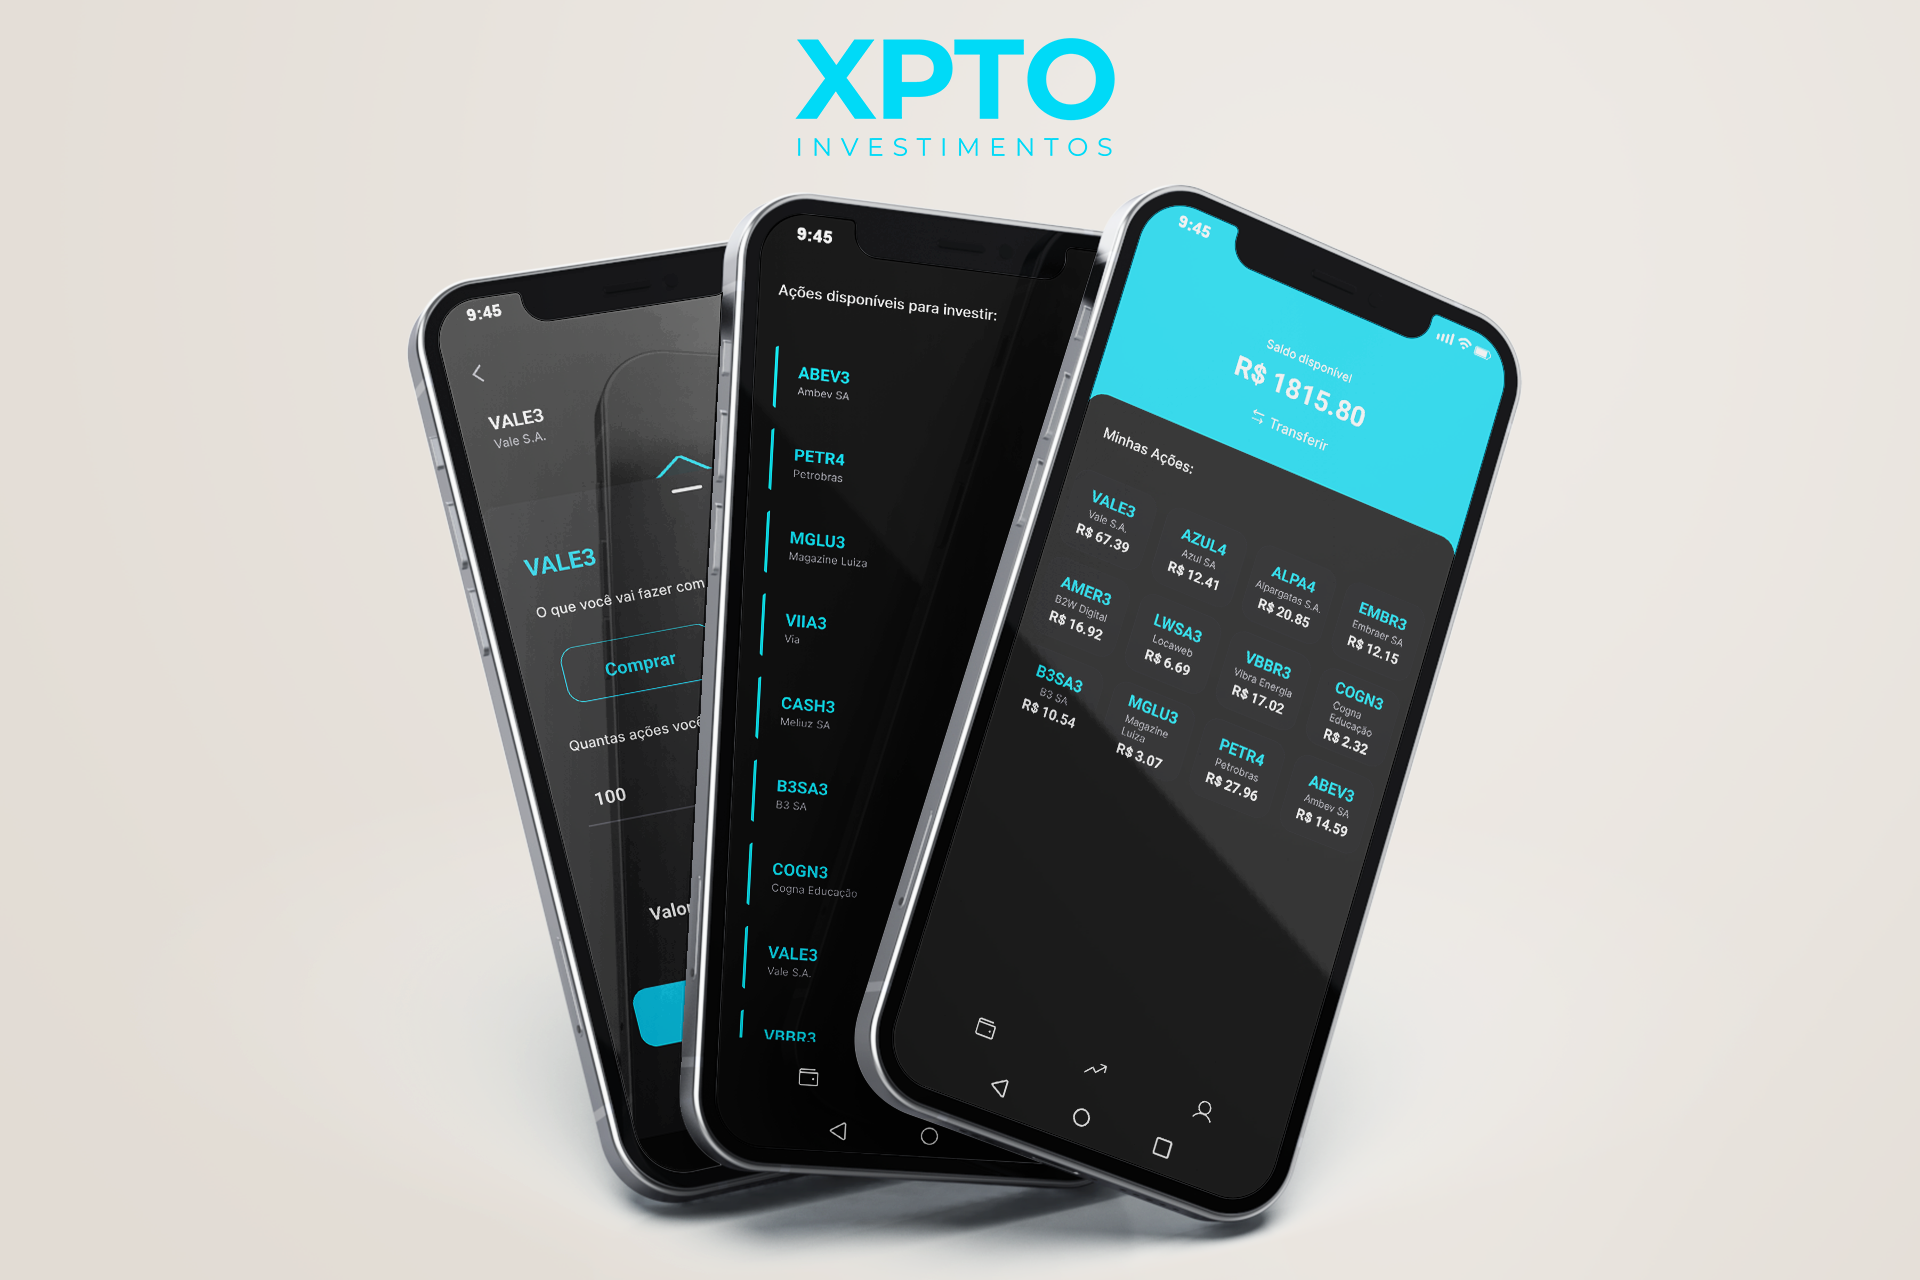 XPTO
INVESTIMENTOS
9:45
VALE3
Vale S.A.
VALE3
O que você vai fazer com
Comprar
Quantas ações você
100
Valor
9:45
Ações disponíveis para investir:
ABEV3
Ambev SA
PETR4
Petrobras
MGLU3
Magazine Luiza
VIIA3
Via
CASH3
Meliuz SA
B3SA3
B3 SA
COGN3
Cogna Educação
VALE3
Vale S.A.
VBBR3
9:45
Saldo disponível
R$ 1815.80
Transferir
Minhas Ações:
VALE3
Vale S.A.
R$ 67.39
AZUL4
Azul SA
R$ 12.41
ALPA4
Alpargatas S.A.
R$ 20.85
EMBR3
Embraer SA
R$ 12.15
AMER3
B2W Digital
R$ 16.92
LWSA3
Locaweb
R$ 6.69
VBBR3
Vibra Energia
R$ 17.02
COGN3
Cogna
Educação
R$ 2.32
B3SA3
B3 SA
R$ 10.54
MGLU3
Magazine
Luiza
R$ 3.07
PETR4
Petrobras
R$ 27.96
ABEV3
Ambev SA
R$ 14.59